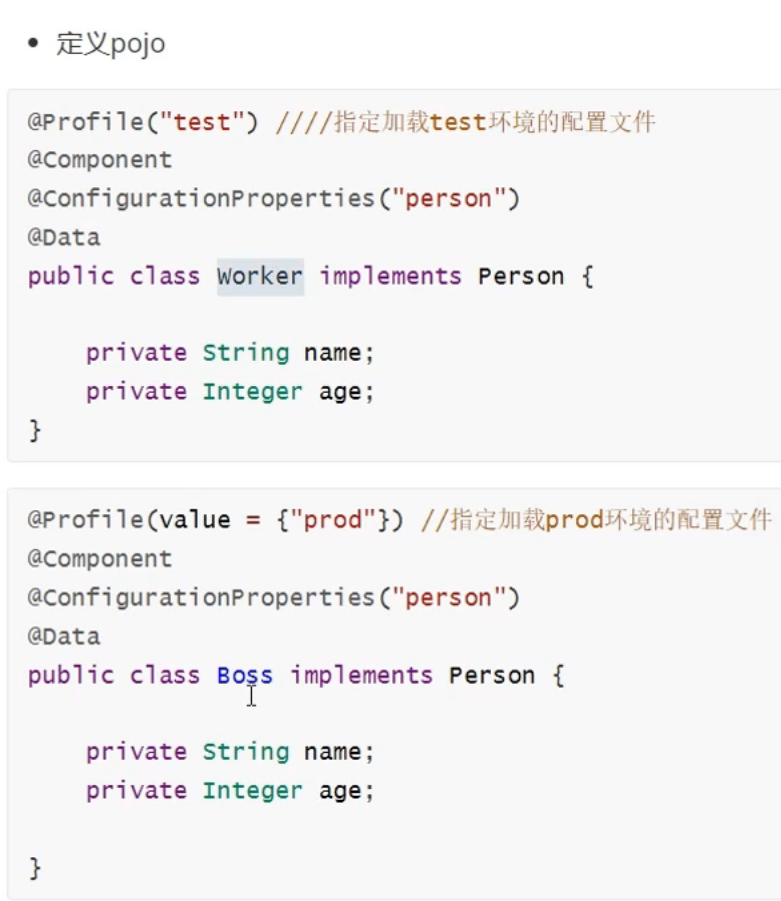 定义pojo
@Profile("test") ////指定加载test环境的配置文件
@Component
@ConfigurationProperties("person")
@Data
public class Worker implements Person {
    private String name;
    private Integer age;
}
@Profile(value = {"prod"}) //指定加载prod环境的配置文件
@Component
@ConfigurationProperties("person")
@Data
public class Boss implements Person {
    private String name;
    private Integer age;
}